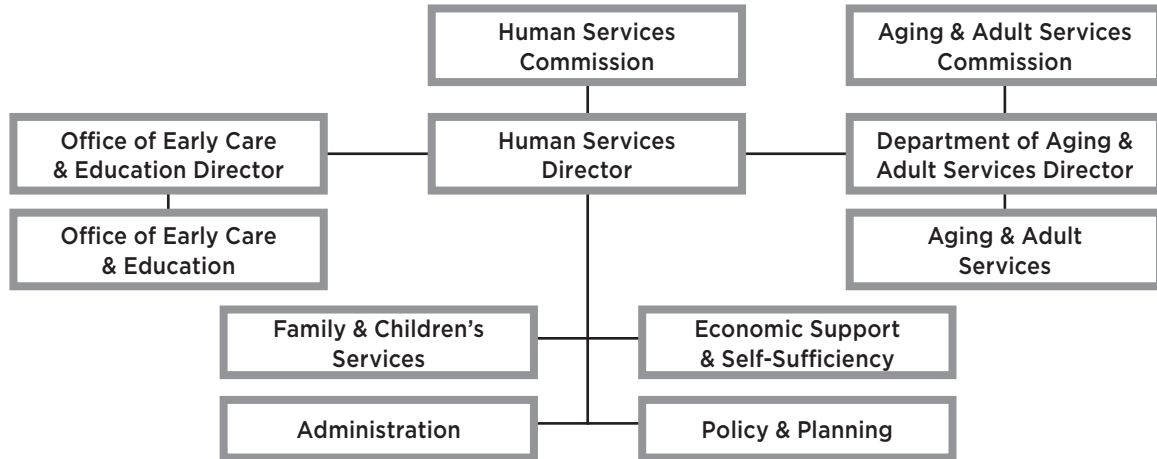 Human Services
Commission
Aging & Adult Services
Commission
Office of Early Care
& Education Director
Human Services
Director
Department of Aging &
Adult Services Director
Office of Early Care
& Education
Aging & Adult
Services
Family & Children’s
Services
Economic Support
& Self-Sufficiency
Administration
Policy & Planning